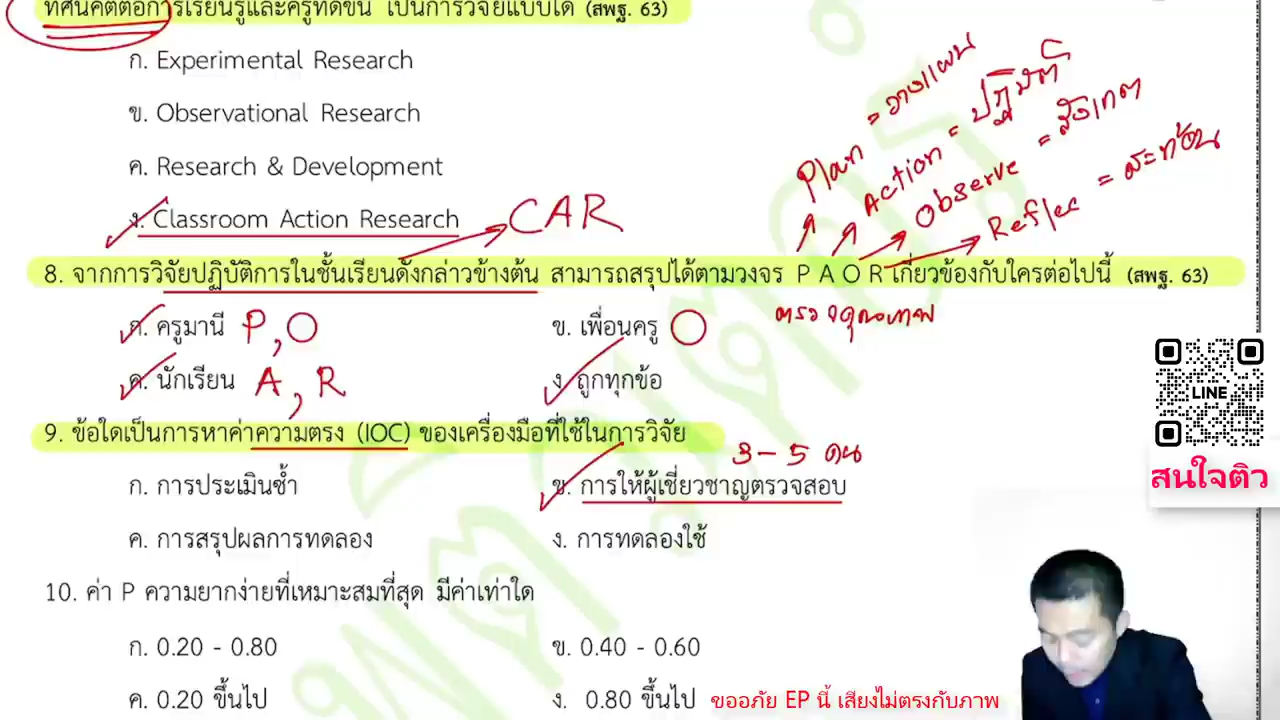 ทัศนคติต่อการเรียนรู้และครูที่ดีขึ้น เป็นการวิจัยแบบใด (สพฐ. 63)
ก. Experimental Research
ข. Observational Research
ค. Research & Development
ง. Classroom Action Research CAR
Plan = วางแผน
Action = ปฏิบัติ
Observe = สังเกต
Reflec = สะท้อน
8. จากการวิจัยปฏิบัติการในชั้นเรียนดังกล่าวข้างต้น สามารถสรุปได้ตามวงจร P A O R เกี่ยวข้องกับใครต่อไปนี้ (สพฐ. 63)
ตรวจคุณภาพ
ก. ครูมานี P, O ข. เพื่อนครู O
ค. นักเรียน A, R ง ถูกทุกข้อ
9. ข้อใดเป็นการหาค่าความตรง (IOC) ของเครื่องมือที่ใช้ในการวิจัย
3 - 5 คน
ก. การประเมินซ้ำ ข. การให้ผู้เชี่ยวชาญตรวจสอบ
ค. การสรุปผลการทดลอง ง. การทดลองใช้
10. ค่า P ความยากง่ายที่เหมาะสมที่สุด มีค่าเท่าใด
ก. 0.20 - 0.80 ข. 0.40 - 0.60
ค. 0.20 ขึ้นไป ง. 0.80 ขึ้นไป
ขออภัย EP นี้ เสียงไม่ตรงกับภาพ
LINE
สนใจติว